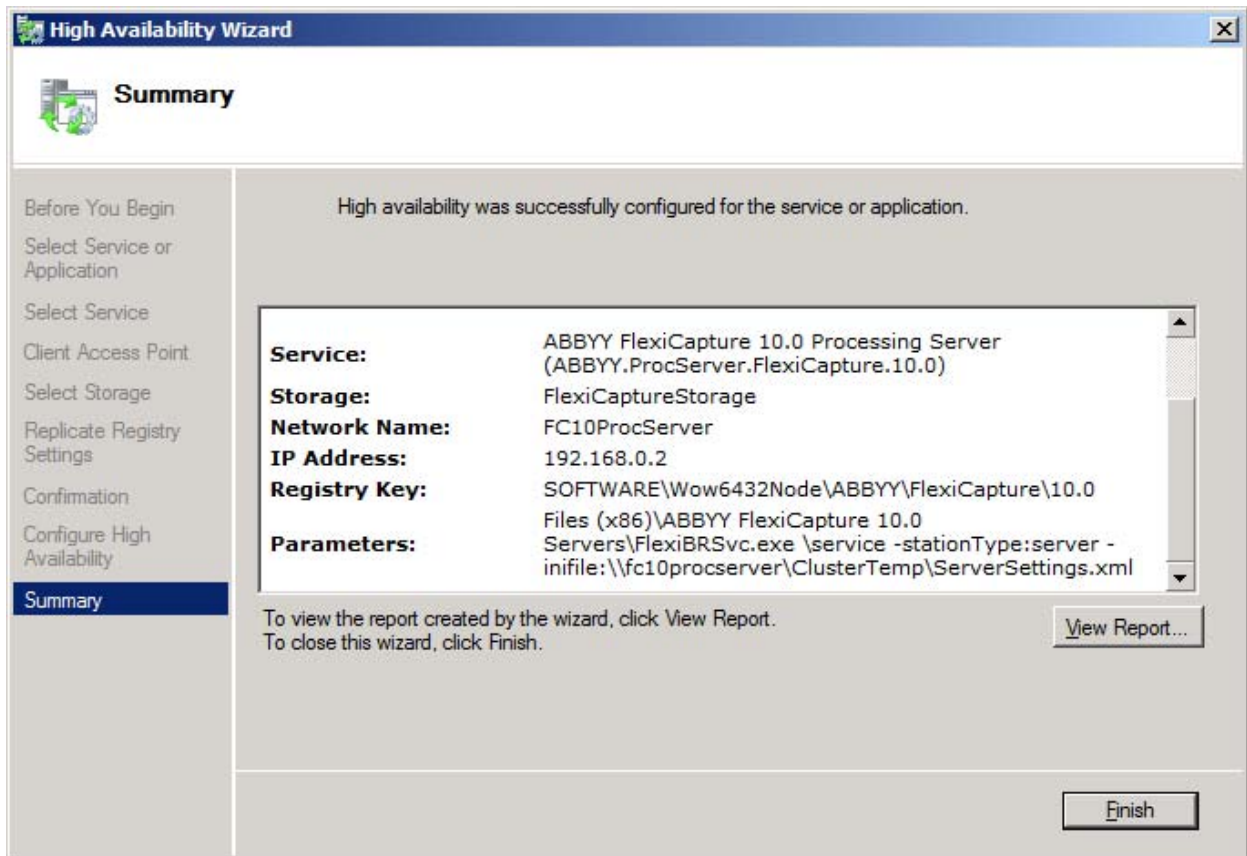 High Availability Wizard
Summary
Before You Begin
Select Service or
Application
Select Service
Client Access Point
Select Storage
Replicate Registry
Settings
Confirmation
Configure High
Availability
Summary
High availability was successfully configured for the service or application.
Service: ABBYY FlexiCapture 10.0 Processing Server
(ABBYY.ProcServer.FlexiCapture.10.0)
Storage: FlexiCaptureStorage
Network Name: FC10ProcServer
IP Address: 192.168.0.2
Registry Key: SOFTWARE\Wow6432Node\ABBYY\FlexiCapture\10.0
Files (x86)\ABBYY FlexiCapture 10.0
Parameters: Servers\FlexiBRSvc.exe \service -stationType:server -
inifile:\\fc10procserver\ClusterTemp\ServerSettings.xml
To view the report created by the wizard, click View Report.
To close this wizard, click Finish.
View Report...
Finish